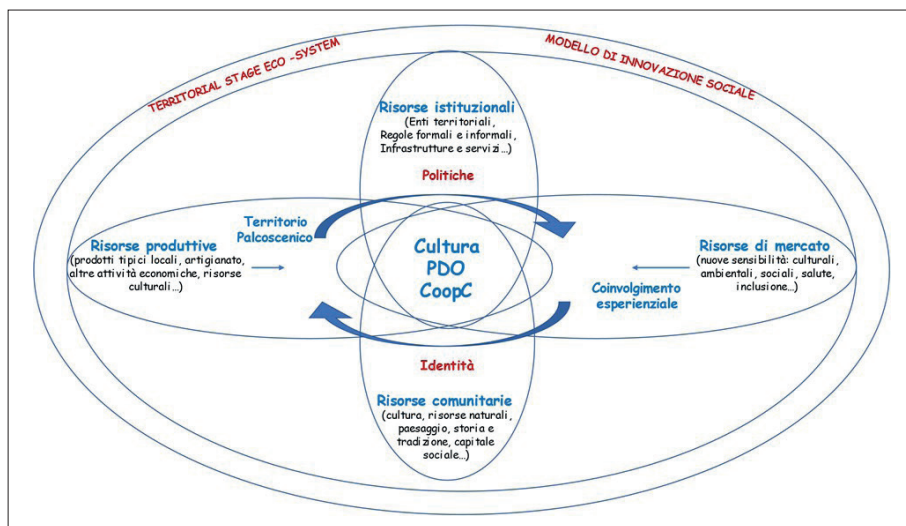 TERRITORIAL STAGE ECO -SYSTEM
MODELLO DI INNOVAZIONE SOCIALE
Risorse istituzionali
(Enti territoriali,
Regole formali e informali,
Infrastrutture e servizi...)
Politiche
Territorio
Palcoscenico
Risorse produttive
(prodotti tipici locali, artigianato,
altre attività economiche, risorse
culturali...)
Cultura
PDO
CoopC
Risorse di mercato
(nuove sensibilità: culturali,
ambientali, sociali, salute,
inclusione...)
Coinvolgimento
esperienziale
Identità
Risorse comunitarie
(cultura, risorse naturali,
paesaggio, storia e
tradizione, capitale
sociale...)